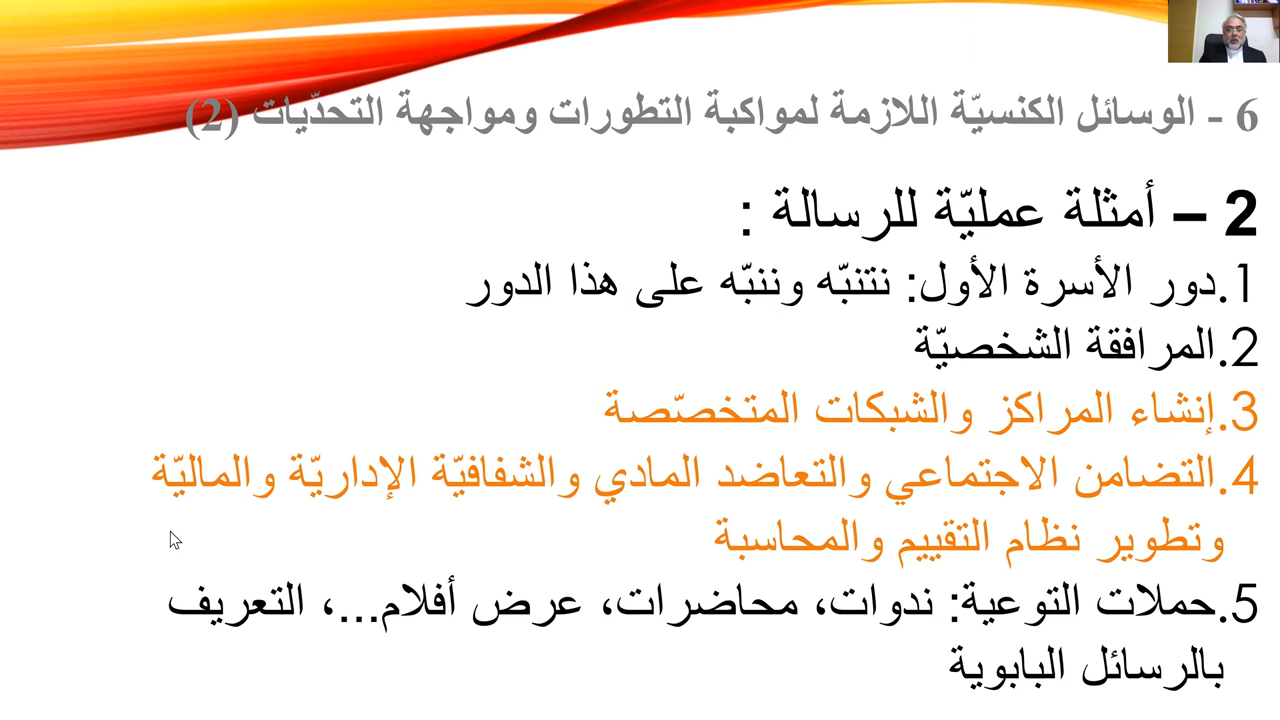 6 - الوسائل الكنسيّة اللازمة لمواكبة التطورات ومواجهة التحدّيات (2)
2 – أمثلة عمليّة للرسالة :
1.دور الأسرة الأول: نتنبّه وننبّه على هذا الدور
2.المرافقة الشخصيّة
3.إنشاء المراكز والشبكات المتخصّصة
4.التضامن الاجتماعي والتعاضد المادي والشفافيّة الإداريّة والماليّة
وتطوير نظام التقييم والمحاسبة
5.حملات التوعية: ندوات، محاضرات، عرض أفلام...، التعريف
بالرسائل البابوية